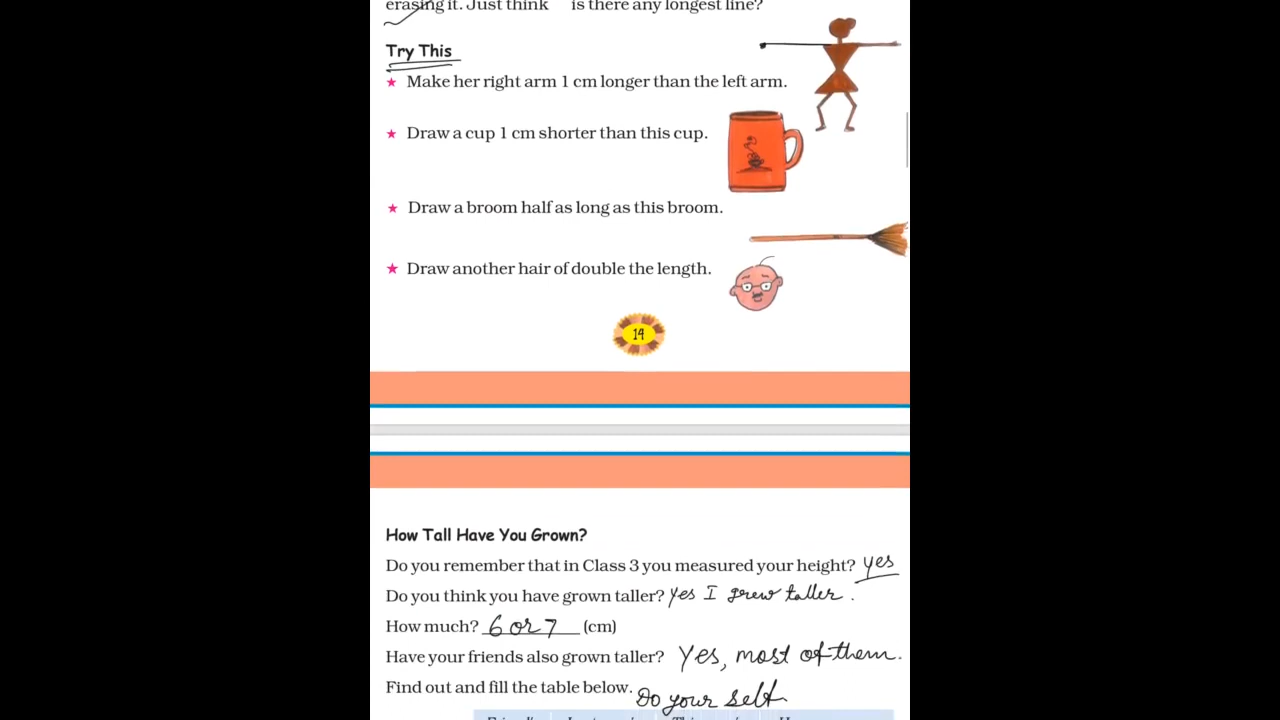 erasing it. Just think is there any longest line?
Try This
★ Make her right arm 1 cm longer than the left arm.
★ Draw a cup 1 cm shorter than this cup.
★ Draw a broom half as long as this broom.
★ Draw another hair of double the length.
14
How Tall Have You Grown?
Do you remember that in Class 3 you measured your height? yes
Do you think you have grown taller? Yes I grew taller.
How much? 6 or 7 (cm)
Have your friends also grown taller? Yes, most of them.
Find out and fill the table below. Do your self